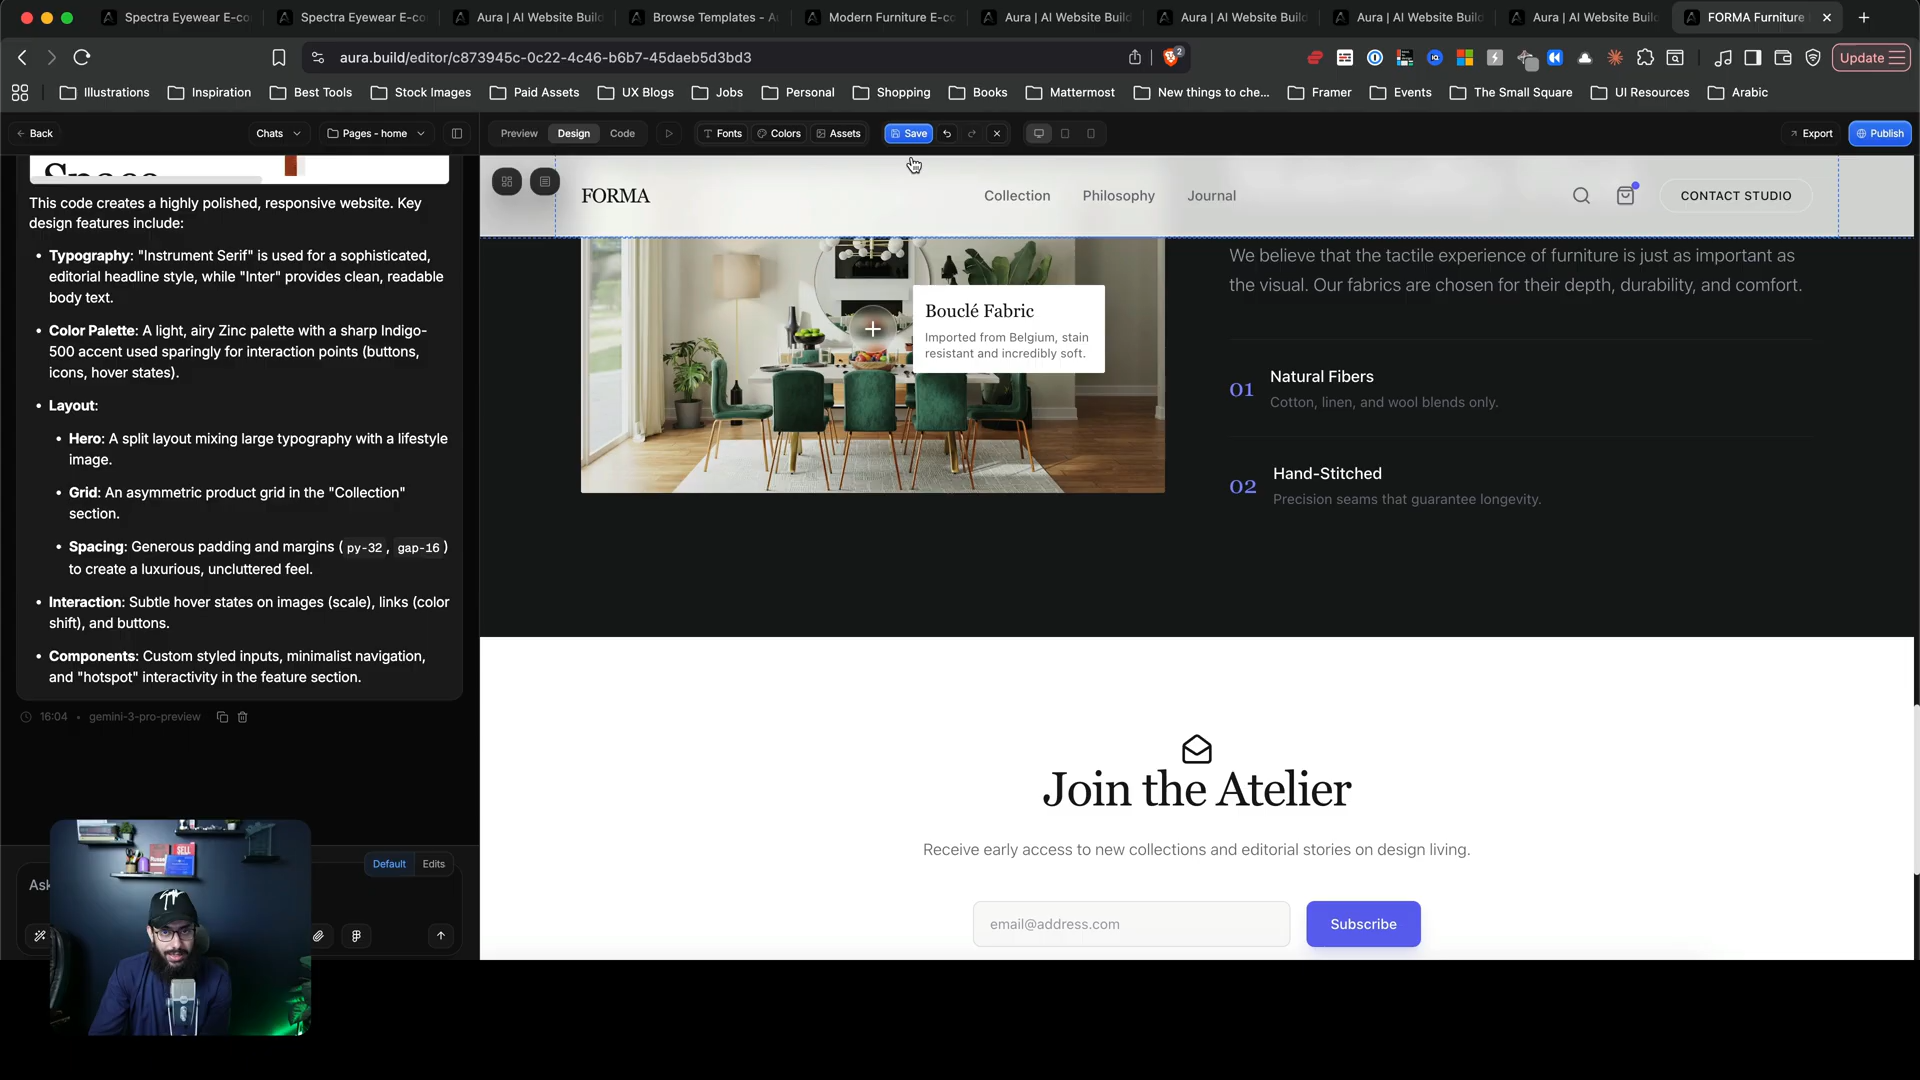 Spectra Eyewear E-co
Spectra Eyewear E-co
Aura | AI Website Build
Browse Templates - A
Modern Furniture E-co
Aura | AI Website Build
Aura | AI Website Build
Aura | AI Website Build
Aura | AI Website Buil
FORMA Furniture
aura.build/editor/c873945c-0c22-4c46-b6b7-45daeb5d3bd3
2
Update
Illustrations
Inspiration
Best Tools
Stock Images
Paid Assets
UX Blogs
Jobs
Personal
Shopping
Books
Mattermost
New things to che...
Framer
Events
The Small Square
UI Resources
Arabic
Back
Chats
Pages - home
Preview
Design
Code
Fonts
Colors
Assets
Save
Export
Publish
Space
This code creates a highly polished, responsive website. Key
design features include:
• Typography: "Instrument Serif" is used for a sophisticated,
editorial headline style, while "Inter" provides clean, readable
body text.
• Color Palette: A light, airy Zinc palette with a sharp Indigo-
500 accent used sparingly for interaction points (buttons,
icons, hover states).
• Layout:
• Hero: A split layout mixing large typography with a lifestyle
image.
• Grid: An asymmetric product grid in the "Collection"
section.
• Spacing: Generous padding and margins ( py-32 , gap-16 )
to create a luxurious, uncluttered feel.
• Interaction: Subtle hover states on images (scale), links (color
shift), and buttons.
• Components: Custom styled inputs, minimalist navigation,
and "hotspot" interactivity in the feature section.
16:04 • gemini-3-pro-preview
Default
Edits
Ask
SELL
FORMA
Collection
Philosophy
Journal
CONTACT STUDIO
We believe that the tactile experience of furniture is just as important as
the visual. Our fabrics are chosen for their depth, durability, and comfort.
Bouclé Fabric
Imported from Belgium, stain
resistant and incredibly soft.
01
Natural Fibers
Cotton, linen, and wool blends only.
02
Hand-Stitched
Precision seams that guarantee longevity.
Join the Atelier
Receive early access to new collections and editorial stories on design living.
email@address.com
Subscribe